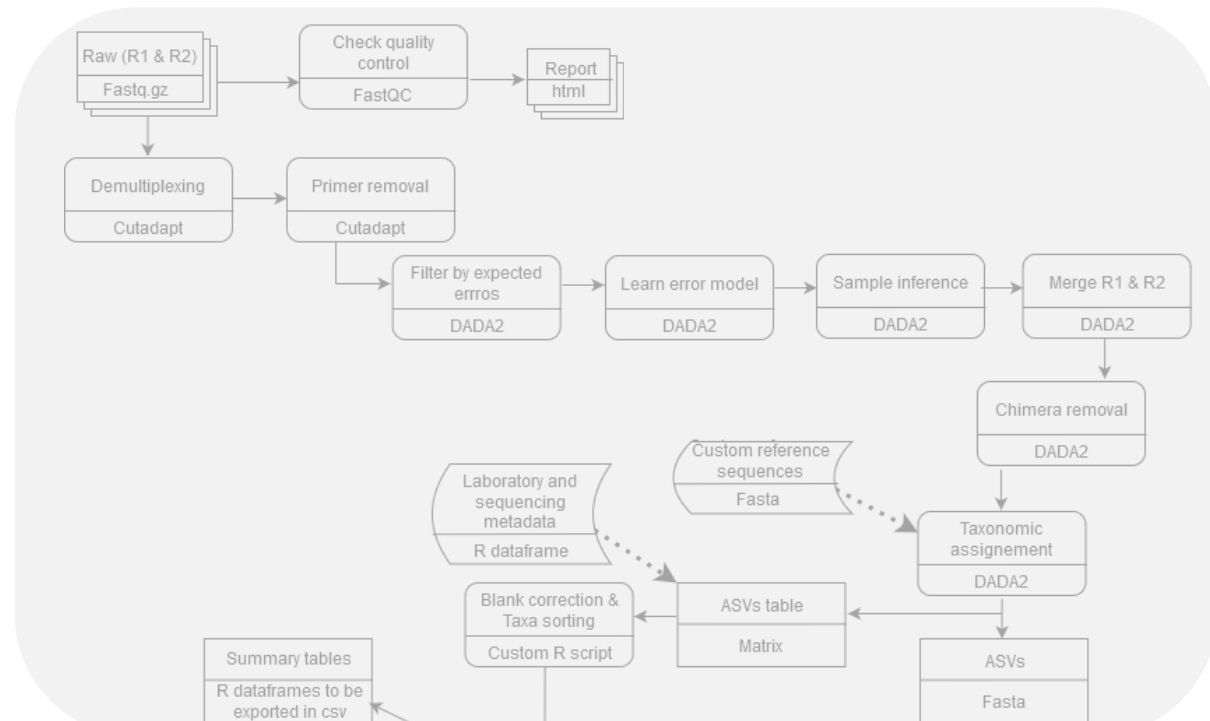 Raw (R1 & R2)
Fastq.gz
Check quality
control
FastQC
Report
html
Demultiplexing
Cutadapt
Primer removal
Cutadapt
Filter by expected
errros
DADA2
Learn error model
DADA2
Sample inference
DADA2
Merge R1 & R2
DADA2
Chimera removal
DADA2
Custom reference
sequences
Fasta
Laboratory and
sequencing
metadata
R dataframe
Taxonomic
assignement
DADA2
Blank correction &
Taxa sorting
Custom R script
ASVs table
Matrix
ASVs
Fasta
Summary tables
R dataframes to be
exported in csv